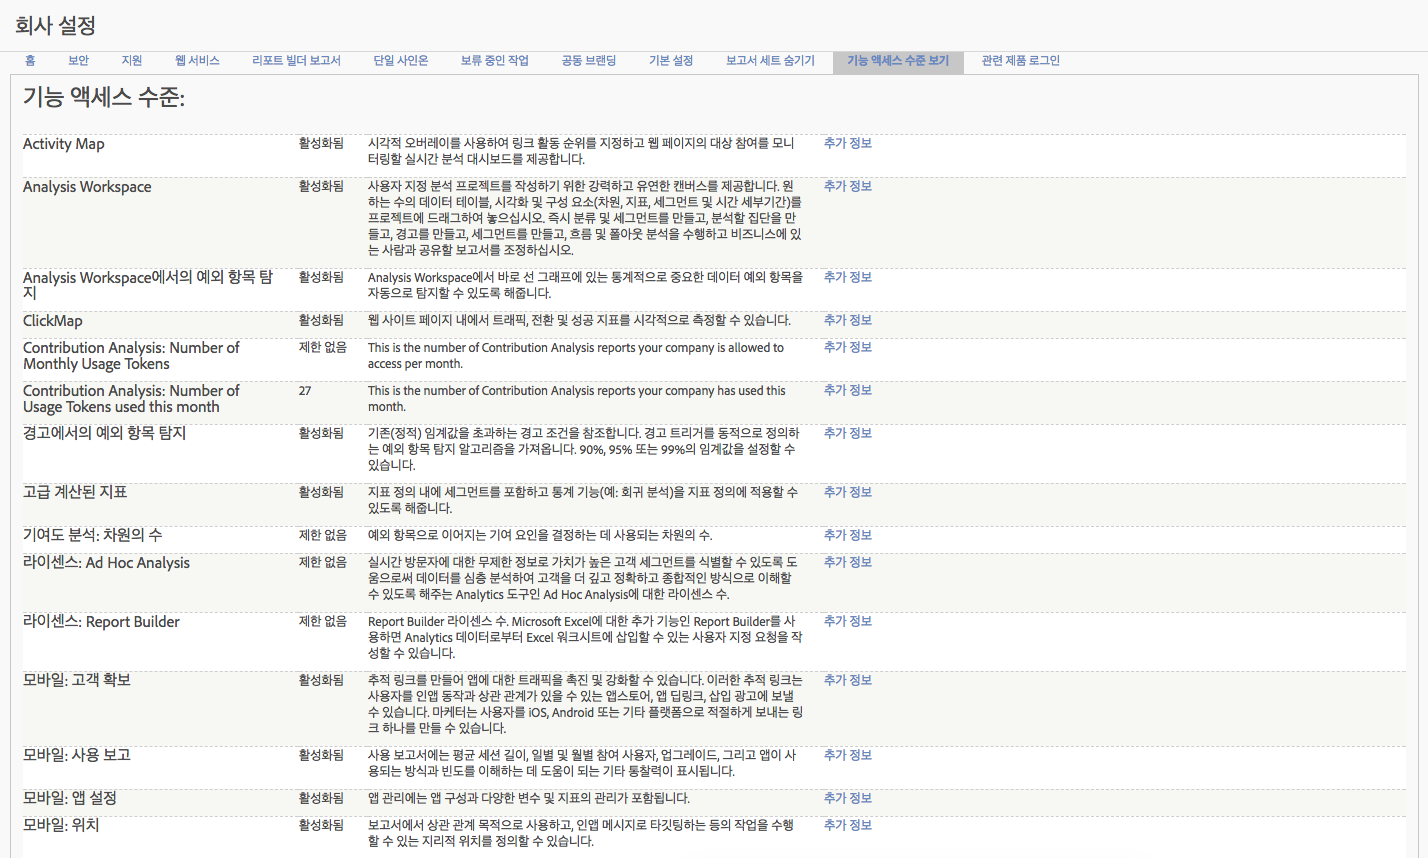 회사 설정
홈 보안 지원 웹 서비스 리포트 빌더 보고서 단일 사인온 보류 중인 작업 공동 브랜딩 기본 설정 보고서 세트 숨기기 기능 액세스 수준 보기 관련 제품 로그인
기능 액세스 수준:
Activity Map 활성화됨 시각적 오버레이를 사용하여 링크 활동 순위를 지정하고 웹 페이지의 대상 참여를 모니 추가 정보
터링할 실시간 분석 대시보드를 제공합니다.
Analysis Workspace 활성화됨 사용자 지정 분석 프로젝트를 작성하기 위한 강력하고 유연한 캔버스를 제공합니다. 원 추가 정보
하는 수의 데이터 테이블, 시각화 및 구성 요소(차원, 지표, 세그먼트 및 시간 세부기간)를
프로젝트에 드래그하여 놓으십시오. 즉시 분류 및 세그먼트를 만들고, 분석할 집단을 만
들고, 경고를 만들고, 세그먼트를 만들고, 흐름 및 폴아웃 분석을 수행하고 비즈니스에 있
는 사람과 공유할 보고서를 조정하십시오.
Analysis Workspace에서의 예외 항목 탐 활성화됨 Analysis Workspace에서 바로 선 그래프에 있는 통계적으로 중요한 데이터 예외 항목을 추가 정보
지 자동으로 탐지할 수 있도록 해줍니다.
ClickMap 활성화됨 웹 사이트 페이지 내에서 트래픽, 전환 및 성공 지표를 시각적으로 측정할 수 있습니다. 추가 정보
Contribution Analysis: Number of 제한 없음 This is the number of Contribution Analysis reports your company is allowed to 추가 정보
Monthly Usage Tokens access per month.
Contribution Analysis: Number of 27 This is the number of Contribution Analysis reports your company has used this 추가 정보
Usage Tokens used this month month.
경고에서의 예외 항목 탐지 활성화됨 기존(정적) 임계값을 초과하는 경고 조건을 참조합니다. 경고 트리거를 동적으로 정의하 추가 정보
는 예외 항목 탐지 알고리즘을 가져옵니다. 90%, 95% 또는 99%의 임계값을 설정할 수
있습니다.
고급 계산된 지표 활성화됨 지표 정의 내에 세그먼트를 포함하고 통계 기능(예: 회귀 분석)을 지표 정의에 적용할 수 추가 정보
있도록 해줍니다.
기여도 분석: 차원의 수 제한 없음 예외 항목으로 이어지는 기여 요인을 결정하는 데 사용되는 차원의 수. 추가 정보
라이센스: Ad Hoc Analysis 제한 없음 실시간 방문자에 대한 무제한 정보로 가치가 높은 고객 세그먼트를 식별할 수 있도록 도 추가 정보
움으로써 데이터를 심층 분석하여 고객을 더 깊고 정확하고 종합적인 방식으로 이해할
수 있도록 해주는 Analytics 도구인 Ad Hoc Analysis에 대한 라이센스 수.
라이센스: Report Builder 제한 없음 Report Builder 라이센스 수. Microsoft Excel에 대한 추가 기능인 Report Builder를 사 추가 정보
용하면 Analytics 데이터로부터 Excel 워크시트에 삽입할 수 있는 사용자 지정 요청을 작
성할 수 있습니다.
모바일: 고객 확보 활성화됨 추적 링크를 만들어 앱에 대한 트래픽을 촉진 및 강화할 수 있습니다. 이러한 추적 링크는 추가 정보
사용자를 인앱 동작과 상관 관계가 있을 수 있는 앱스토어, 앱 딥링크, 삽입 광고에 보낼
수 있습니다. 마케터는 사용자를 iOS, Android 또는 기타 플랫폼으로 적절하게 보내는 링
크 하나를 만들 수 있습니다.
모바일: 사용 보고 활성화됨 사용 보고서에는 평균 세션 길이, 일별 및 월별 참여 사용자, 업그레이드, 그리고 앱이 사 추가 정보
용되는 방식과 빈도를 이해하는 데 도움이 되는 기타 통찰력이 표시됩니다.
모바일: 앱 설정 활성화됨 앱 관리에는 앱 구성과 다양한 변수 및 지표의 관리가 포함됩니다. 추가 정보
모바일: 위치 활성화됨 보고서에서 상관 관계 목적으로 사용하고, 인앱 메시지로 타깃팅하는 등의 작업을 수행 추가 정보
할 수 있는 지리적 위치를 정의할 수 있습니다.